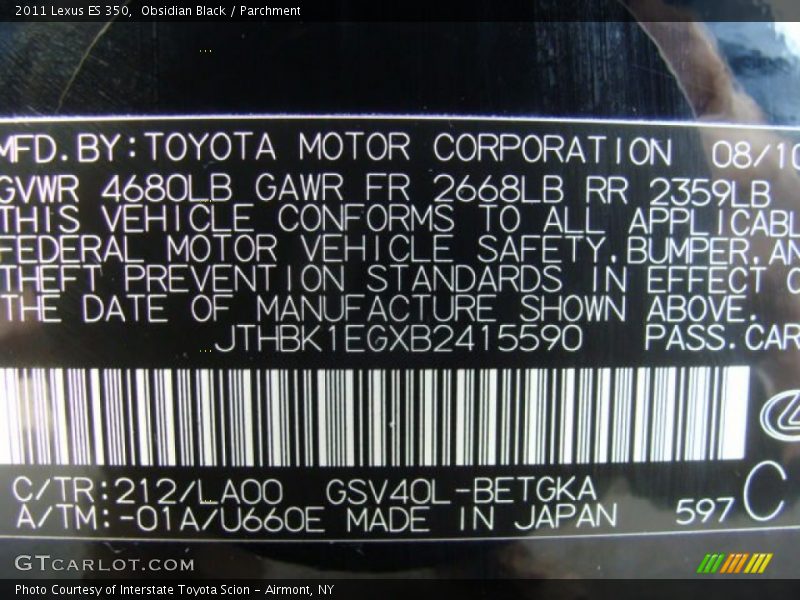 2011 Lexus ES 350, Obsidian Black / Parchment
MFD.BY:TOYOTA MOTOR CORPORATION 08/10
GVWR 4680LB GAWR FR 2668LB RR 2359LB
THIS VEHICLE CONFORMS TO ALL APPLICABL
FEDERAL MOTOR VEHICLE SAFETY.BUMPER.AN
THEFT PREVENTION STANDARDS IN EFFECT O
THE DATE OF MANUFACTURE SHOWN ABOVE.
JTHBK1EGXB2415590 PASS.CAR
C/TR:212/LA00 GSV40L-BETGKA
A/TM:-01A/U660E MADE IN JAPAN 597 C
GTCARLOT.COM
Photo Courtesy of Interstate Toyota Scion - Airmont, NY